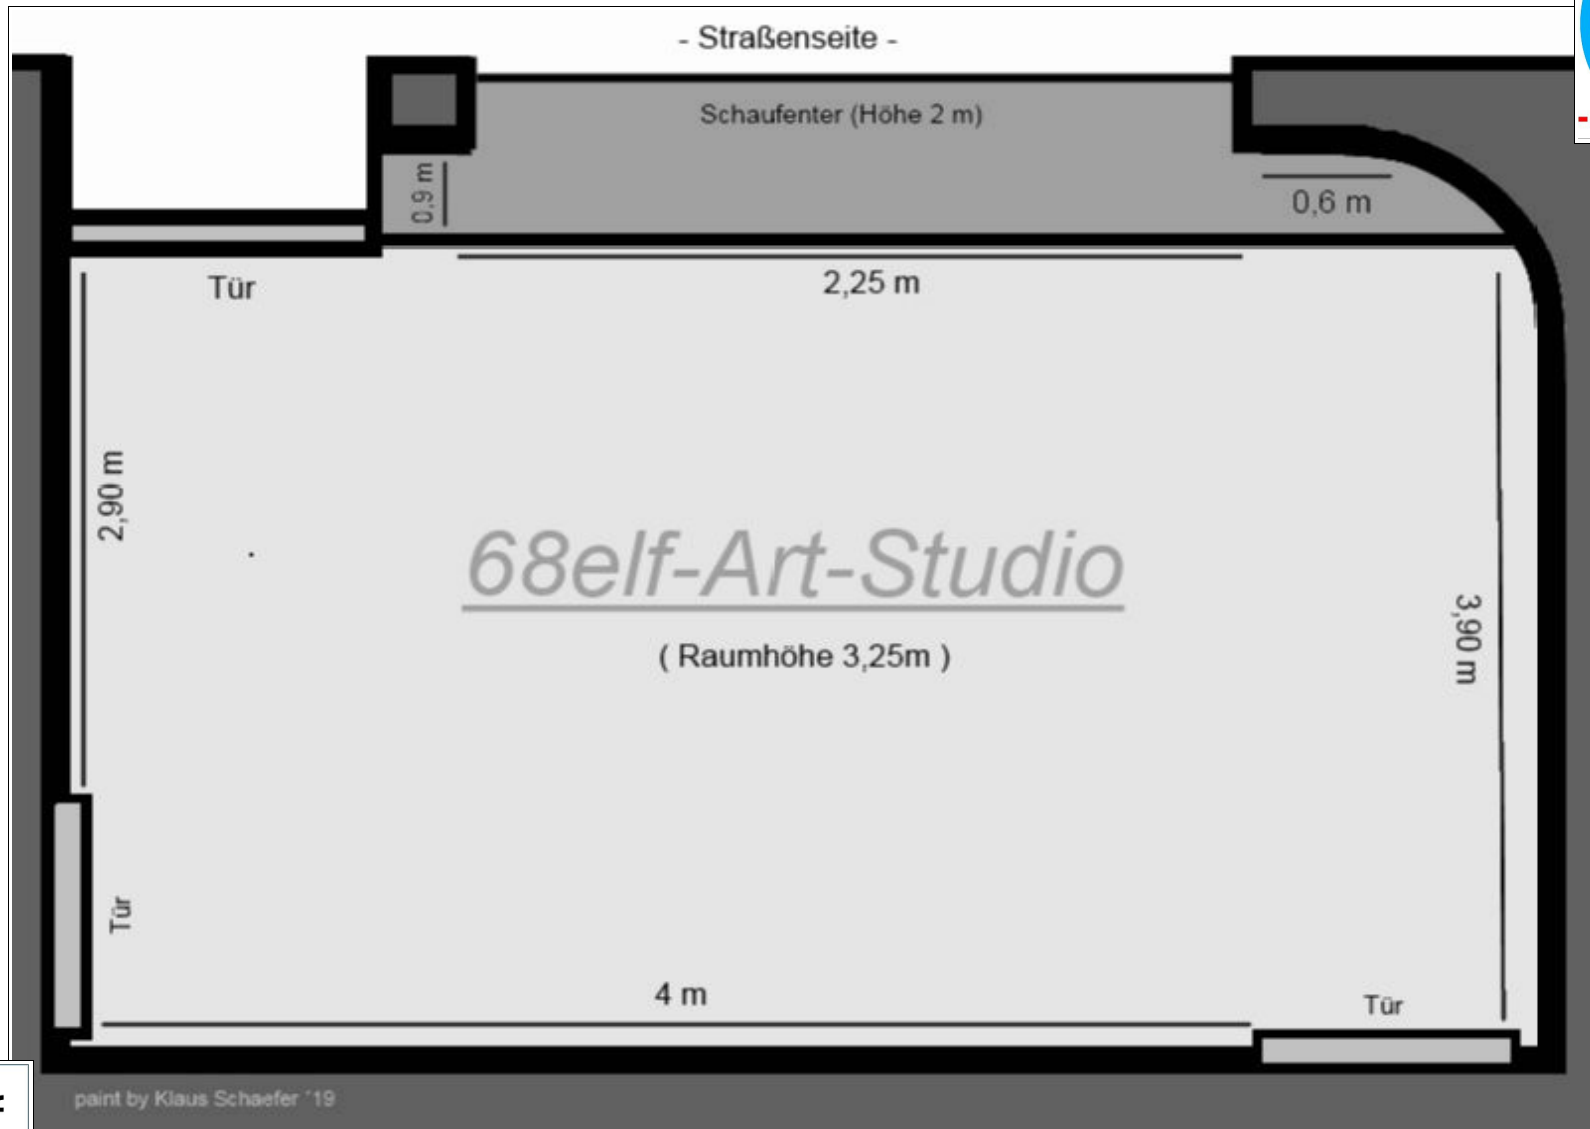 - Straßenseite -
Schaufenter (Höhe 2 m)
0,9 m
0,6 m
Tür
2,25 m
2,90 m
68elf-Art-Studio
( Raumhöhe 3,25m )
3,90 m
Tür
4 m
Tür
paint by Klaus Schaefer ´19